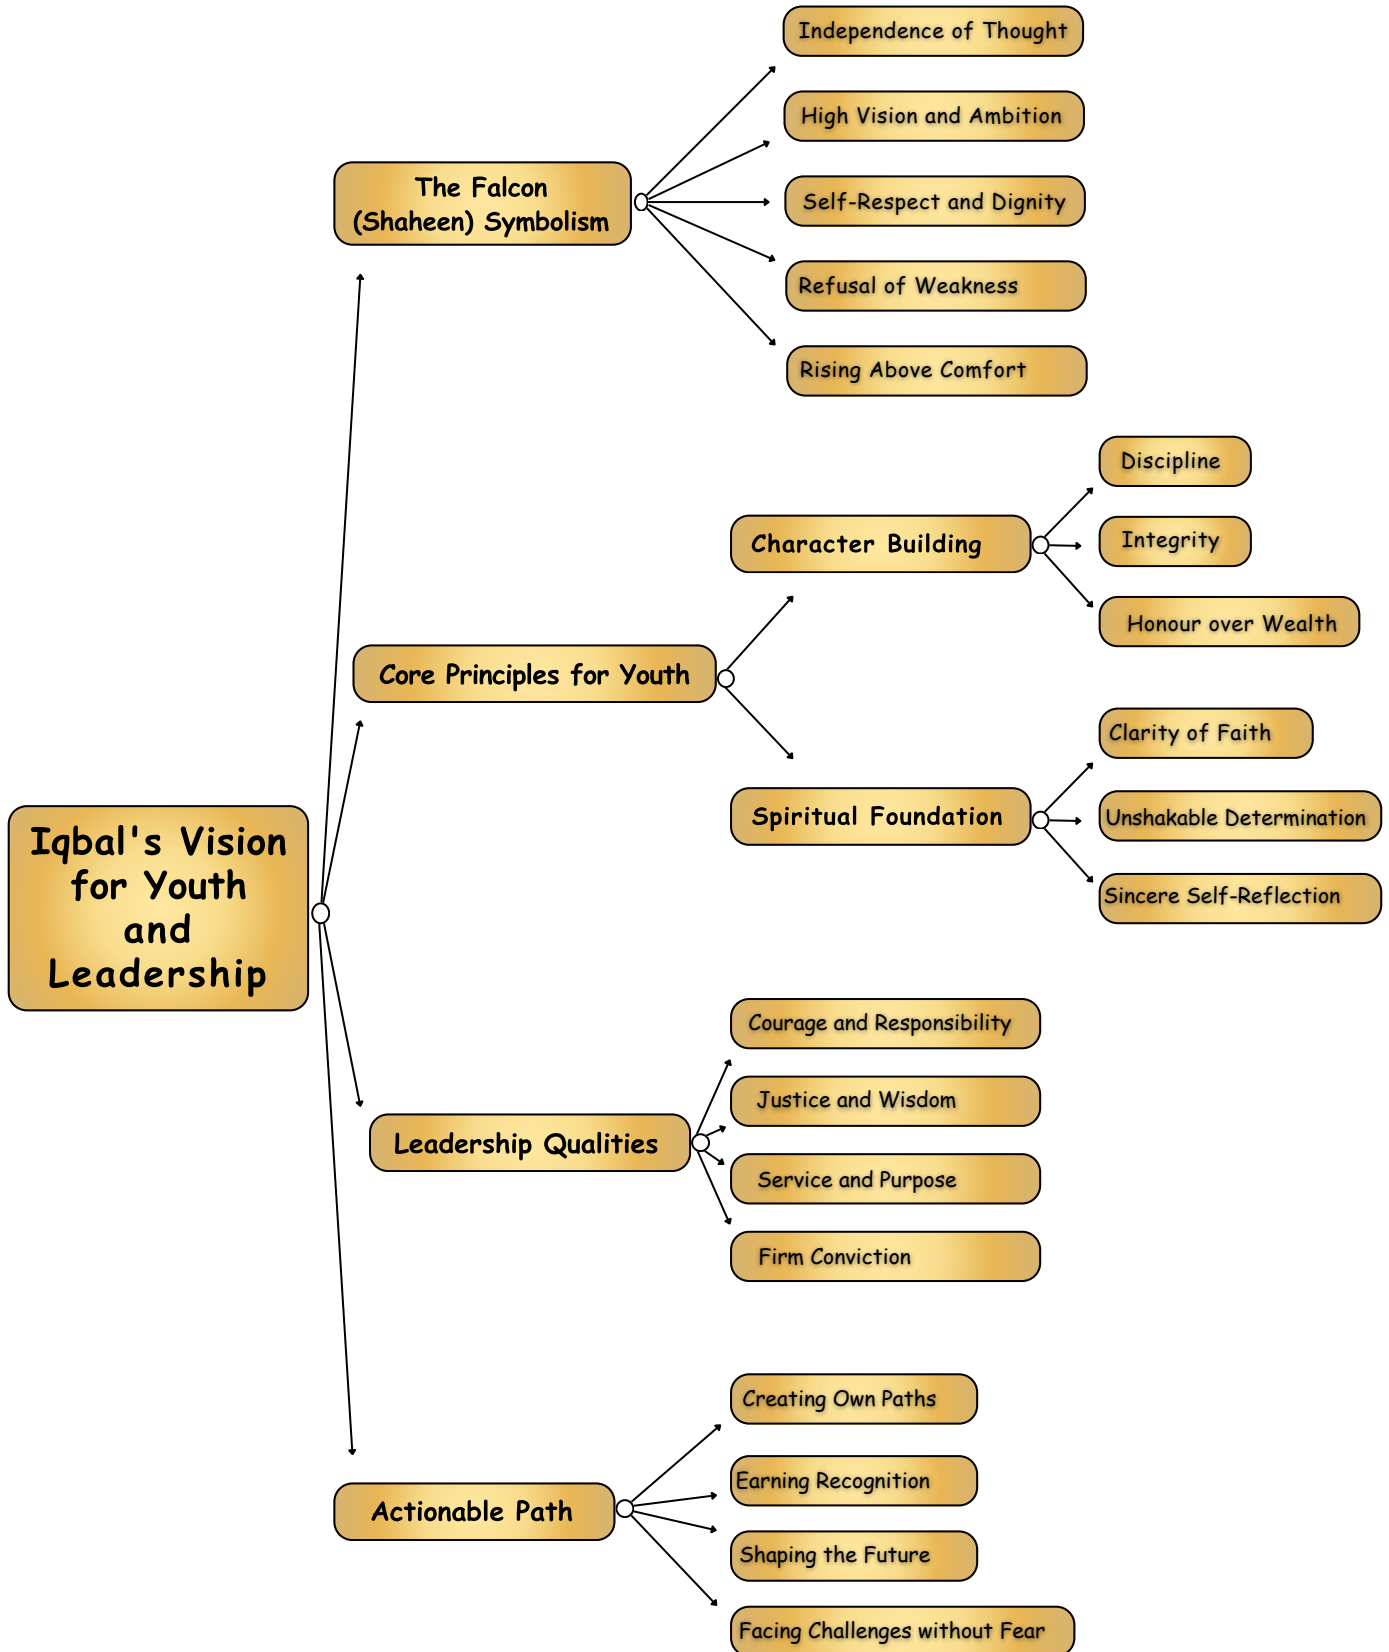 Iqbal's Vision
for Youth
and
Leadership
The Falcon
(Shaheen) Symbolism
Independence of Thought
High Vision and Ambition
Self-Respect and Dignity
Refusal of Weakness
Rising Above Comfort
Core Principles for Youth
Character Building
Discipline
Integrity
Honour over Wealth
Spiritual Foundation
Clarity of Faith
Unshakable Determination
Sincere Self-Reflection
Leadership Qualities
Courage and Responsibility
Justice and Wisdom
Service and Purpose
Firm Conviction
Actionable Path
Creating Own Paths
Earning Recognition
Shaping the Future
Facing Challenges without Fear